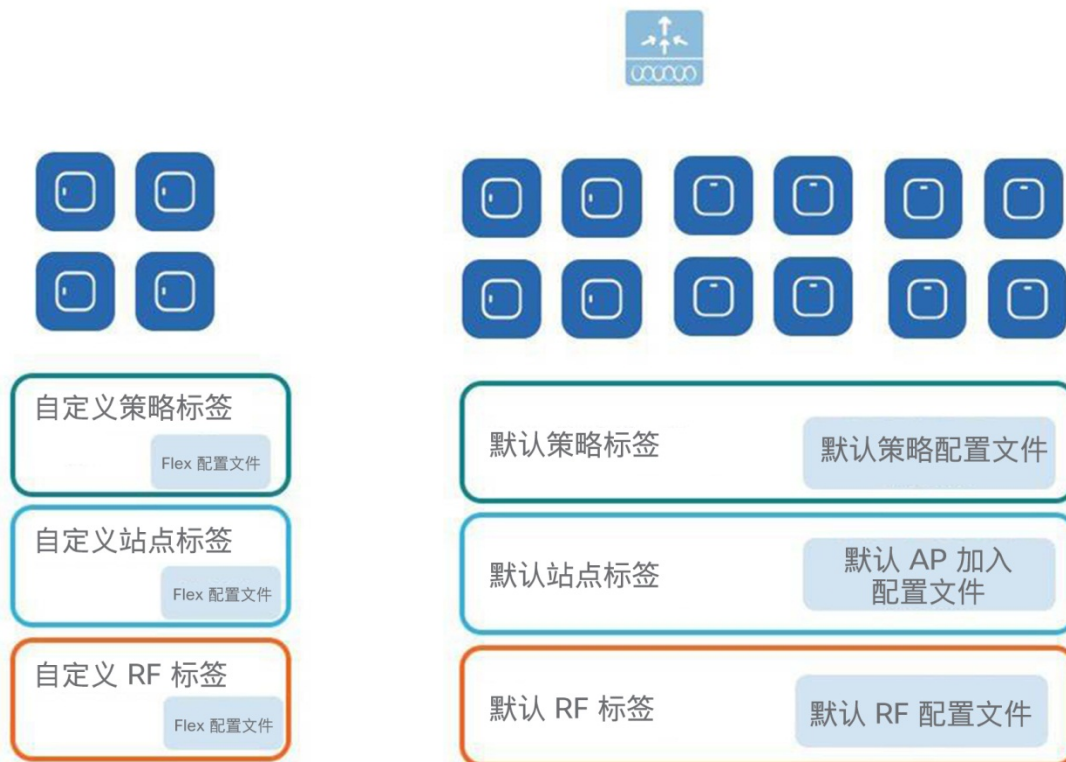 自定义策略标签
Flex 配置文件
自定义站点标签
Flex 配置文件
自定义 RF 标签
Flex 配置文件
默认策略标签
默认策略配置文件
默认站点标签
默认 AP 加入
配置文件
默认 RF 标签
默认 RF 配置文件